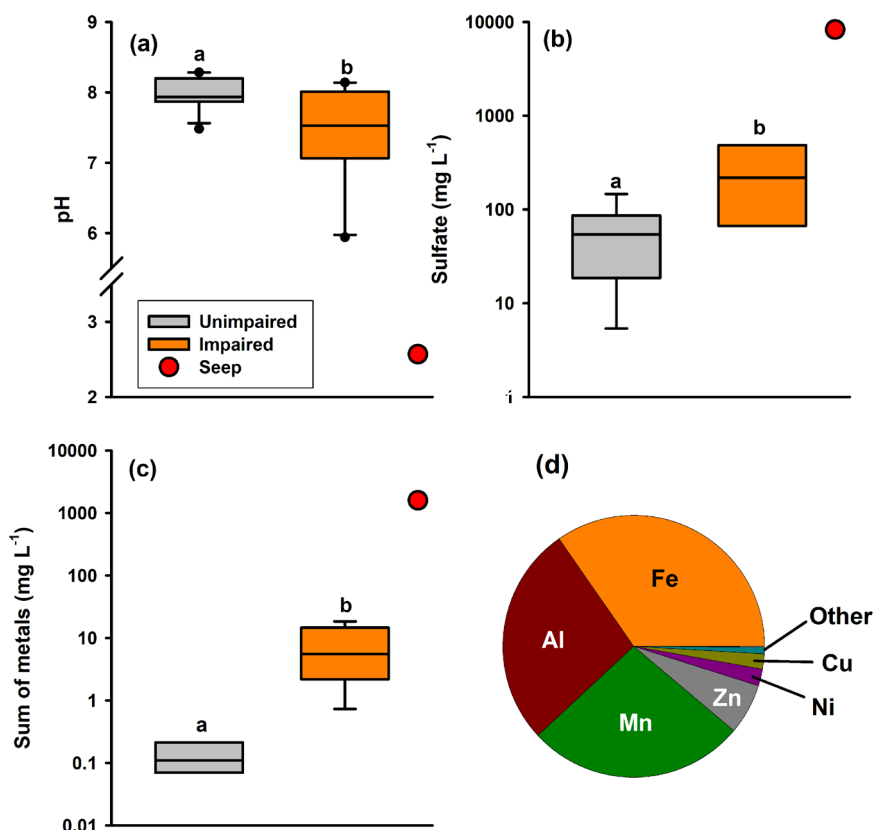 (a)
9
8
7
6
3
2
pH
a
b
Unimpaired
Impaired
Seep
(b)
10000
1000
100
10
Sulfate (mg L⁻¹)
a
b
(c)
10000
1000
100
10
1
0.1
0.01
Sum of metals (mg L⁻¹)
a
b
(d)
Fe
Al
Mn
Zn
Other
Cu
Ni